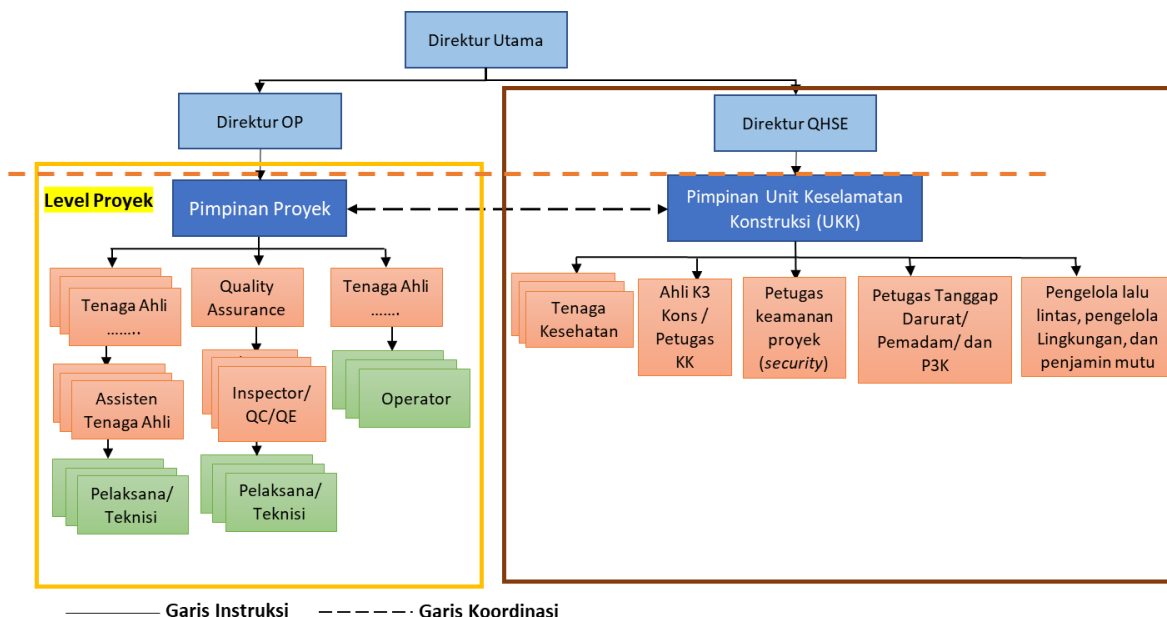 Direktur Utama
Direktur OP
Direktur QHSE
Level Proyek
Pimpinan Proyek
Pimpinan Unit Keselamatan
Konstruksi (UKK)
Tenaga Ahli
……..
Quality
Assurance
Tenaga Ahli
…….
Tenaga
Kesehatan
Ahli K3
Kons /
Petugas
KK
Petugas
keamanan
proyek
(security)
Petugas Tanggap
Darurat/
Pemadam/ dan
P3K
Pengelola lalu
lintas, pengelola
Lingkungan, dan
penjamin mutu
Assisten
Tenaga Ahli
Inspector/
QC/QE
Operator
Pelaksana/
Teknisi
Pelaksana/
Teknisi
Garis Instruksi
Garis Koordinasi